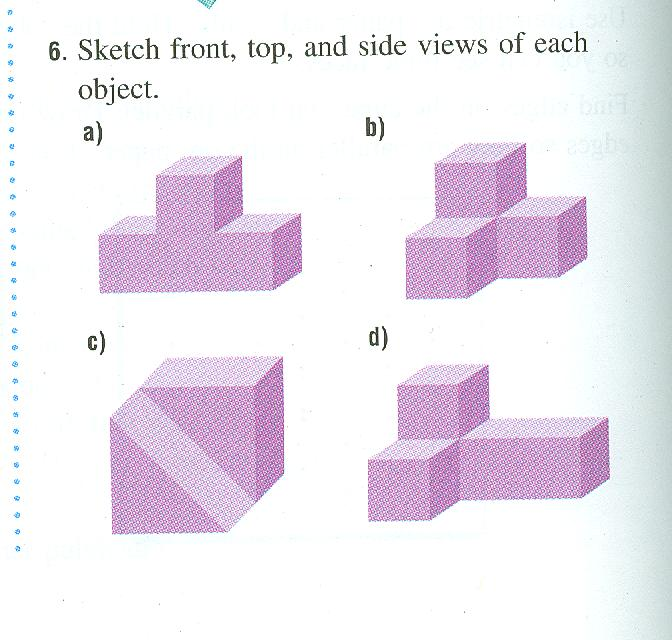 6. Sketch front, top, and side views of each
object.
a)
b)
c)
d)